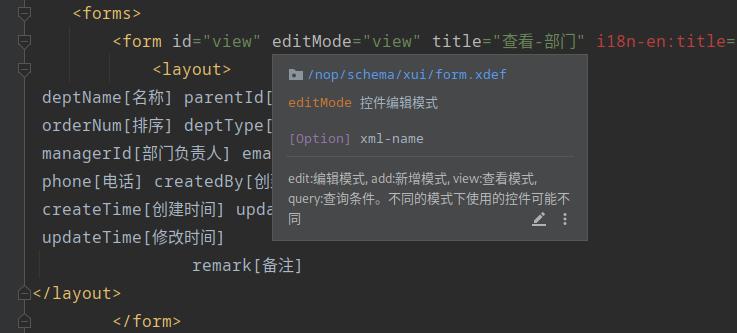 <forms>
<form id="view" editMode="view" title="查看-部门" i18n-en:title=
<layout>
deptName[名称] parentId[
orderNum[排序] deptType[
managerId[部门负责人] ema
phone[电话] createdBy[创
createTime[创建时间] upda
updateTime[修改时间]
remark[备注]
</layout>
</form>
/nop/schema/xui/form.xdef
editMode 控件编辑模式
[Option] xml-name
edit:编辑模式, add:新增模式, view:查看模式,
query:查询条件。不同的模式下使用的控件可能不
同